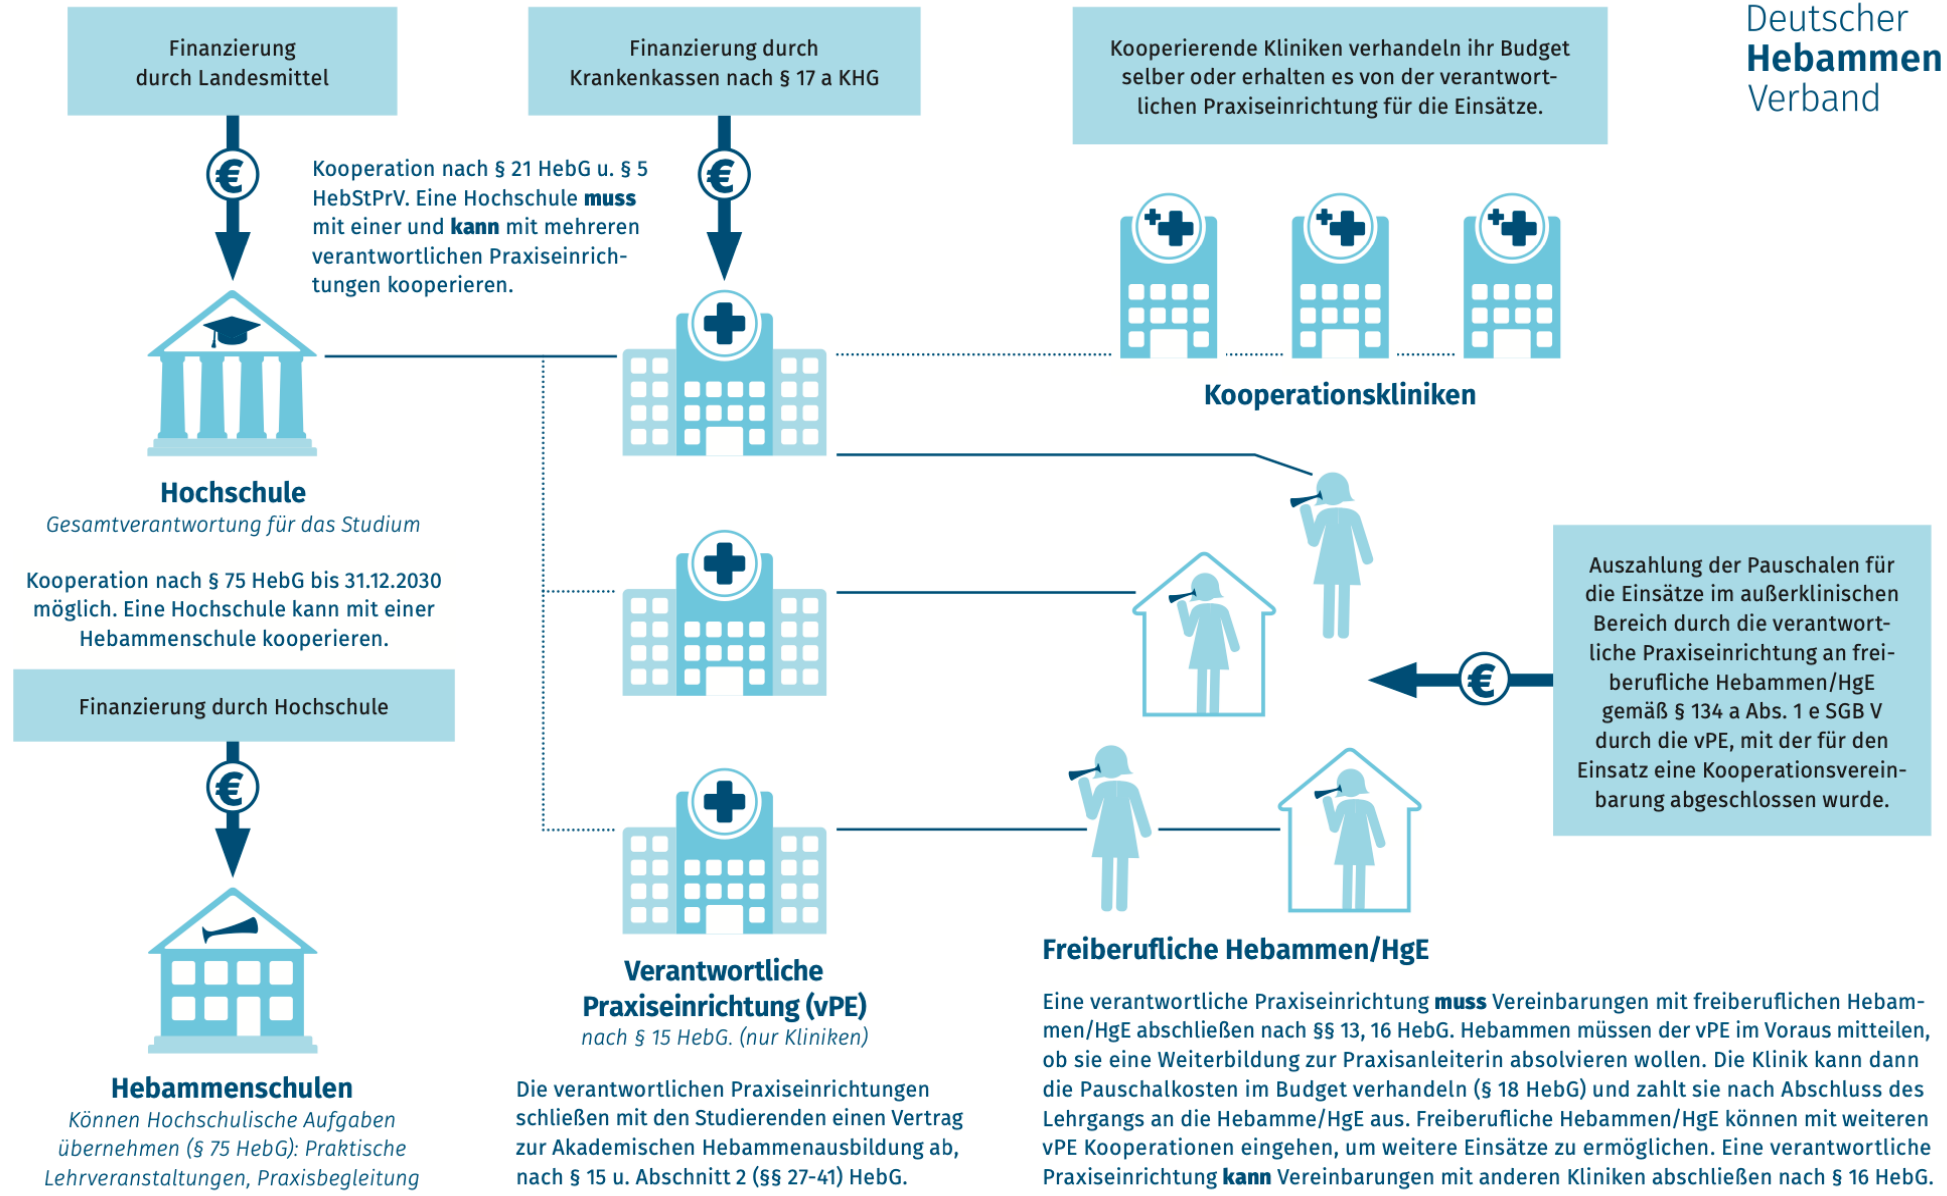 Finanzierung
durch Landesmittel
Finanzierung durch
Krankenkassen nach § 17 a KHG
Kooperierende Kliniken verhandeln ihr Budget
selber oder erhalten es von der verantwort-
lichen Praxiseinrichtung für die Einsätze.
Deutscher
Hebammen
Verband
€
€
Kooperation nach § 21 HebG u. § 5
HebStPrV. Eine Hochschule muss
mit einer und kann mit mehreren
verantwortlichen Praxiseinrich-
tungen kooperieren.
Kooperationskliniken
Hochschule
Gesamtverantwortung für das Studium
Kooperation nach § 75 HebG bis 31.12.2030
möglich. Eine Hochschule kann mit einer
Hebammenschule kooperieren.
Finanzierung durch Hochschule
€
Auszahlung der Pauschalen für
die Einsätze im außerklinischen
Bereich durch die verantwort-
liche Praxiseinrichtung an frei-
berufliche Hebammen/HgE
gemäß § 134 a Abs. 1 e SGB V
durch die vPE, mit der für den
Einsatz eine Kooperationsverein-
barung abgeschlossen wurde.
€
Hebammenschulen
Können Hochschulische Aufgaben
übernehmen (§ 75 HebG): Praktische
Lehrveranstaltungen, Praxisbegleitung
Verantwortliche
Praxiseinrichtung (vPE)
nach § 15 HebG. (nur Kliniken)
Die verantwortlichen Praxiseinrichtungen
schließen mit den Studierenden einen Vertrag
zur Akademischen Hebammenausbildung ab,
nach § 15 u. Abschnitt 2 (§§ 27-41) HebG.
Freiberufliche Hebammen/HgE
Eine verantwortliche Praxiseinrichtung muss Vereinbarungen mit freiberuflichen Hebam-
men/HgE abschließen nach §§ 13, 16 HebG. Hebammen müssen der vPE im Voraus mitteilen,
ob sie eine Weiterbildung zur Praxisanleiterin absolvieren wollen. Die Klinik kann dann
die Pauschalkosten im Budget verhandeln (§ 18 HebG) und zahlt sie nach Abschluss des
Lehrgangs an die Hebamme/HgE aus. Freiberufliche Hebammen/HgE können mit weiteren
vPE Kooperationen eingehen, um weitere Einsätze zu ermöglichen. Eine verantwortliche
Praxiseinrichtung kann Vereinbarungen mit anderen Kliniken abschließen nach § 16 HebG.